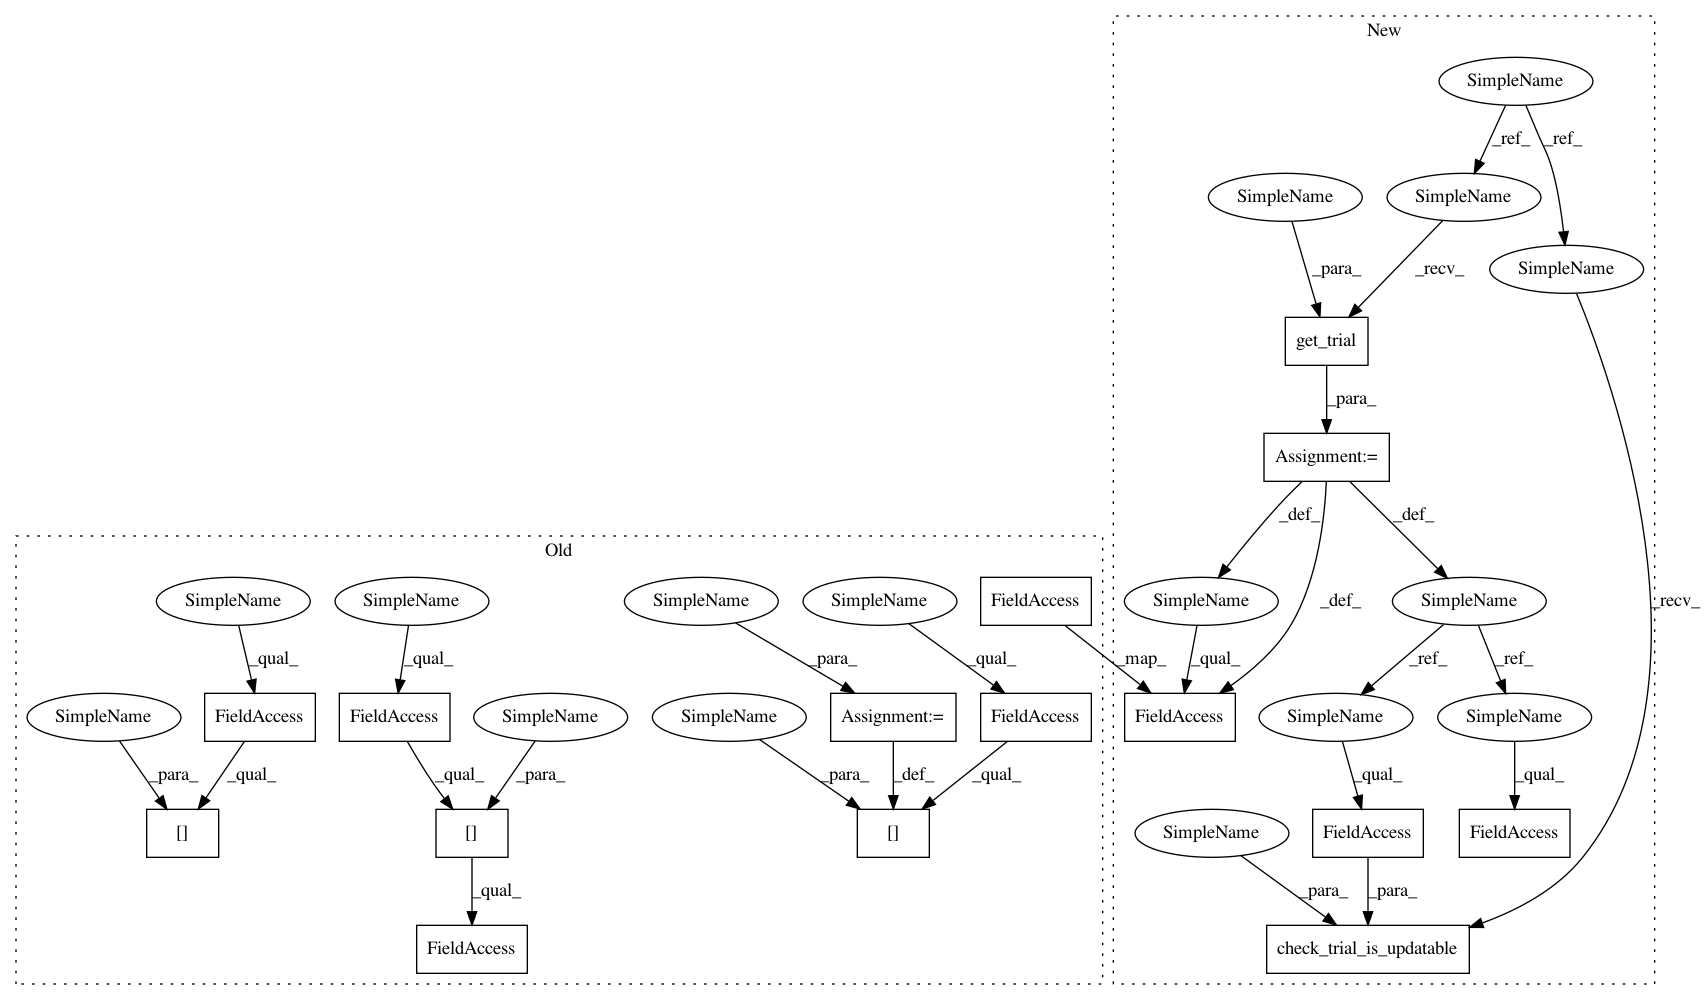 New
SimpleName
_ref_ _ref_
SimpleName SimpleName
SimpleName
_para_ _recv_
get_trial
_para_
Assignment:=
_def_ _def_
Old
SimpleName SimpleName SimpleName SimpleName FieldAccess SimpleName _def_ SimpleName _recv_
_qual_ _qual_ _para_ _qual_ _map_ _qual_ _ref_ _ref_
SimpleName FieldAccess FieldAccess SimpleName SimpleName Assignment:= FieldAccess FieldAccess SimpleName SimpleName
_para_ _qual_ _qual_ _para_ _para_ _def_ _qual_ _qual_ _qual_
[] [] [] SimpleName FieldAccess FieldAccess
_qual_ _para_ _para_
FieldAccess check_trial_is_updatable